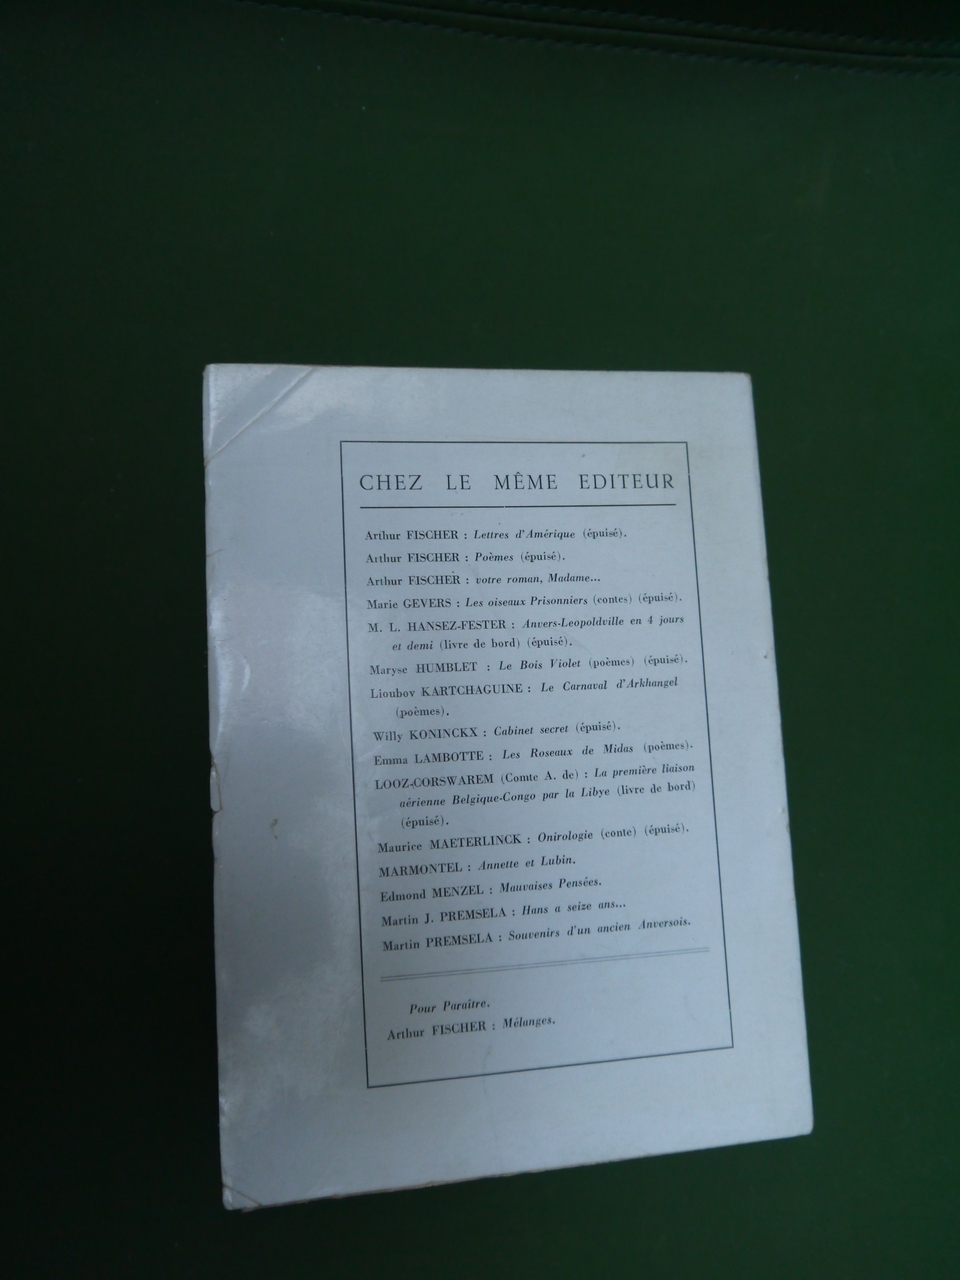 CHEZ LE MÊME EDITEUR
Arthur FISCHER : Lettres d'Amérique (épuisé).
Arthur FISCHER : Poèmes (épuisé).
Arthur FISCHER : votre roman, Madame...
Marie GEVERS : Les oiseaux Prisonniers (contes) (épuisé).
M. L. HANSEZ-FESTER : Anvers-Leopoldville en 4 jours
et demi (livre de bord) (épuisé).
Maryse HUMBLET : Le Bois Violet (poèmes) (épuisé).
Lioubov KARTCHAGUINE : Le Carnaval d'Arkhangel
(poèmes).
Willy KONINCKX : Cabinet secret (épuisé).
Emma LAMBOTTE : Les Roseaux de Midas (poèmes).
LOOZ-CORSWAREM (Comte A. de) : La première liaison
aérienne Belgique-Congo par la Libye (livre de bord)
(épuisé).
Maurice MAETERLINCK : Onirologie (conte) (épuisé).
MARMONTEL : Annette et Lubin.
Edmond MENZEL : Mauvaises Pensées.
Martin J. PREMSELA : Hans a seize ans...
Martin PREMSELA : Souvenirs d'un ancien Anversois.
Pour Paraître.
Arthur FISCHER : Mélanges.